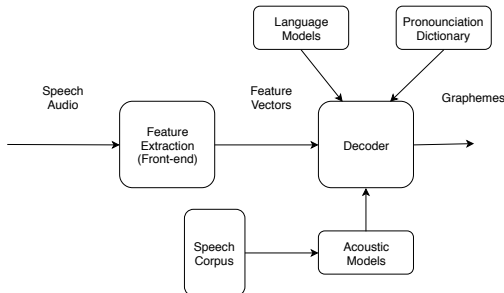 Language
Models
Pronounciation
Dictionary
Speech
Audio
Feature
Vectors
Graphemes
Feature
Extraction
(Front-end)
Decoder
Speech
Corpus
Acoustic
Models